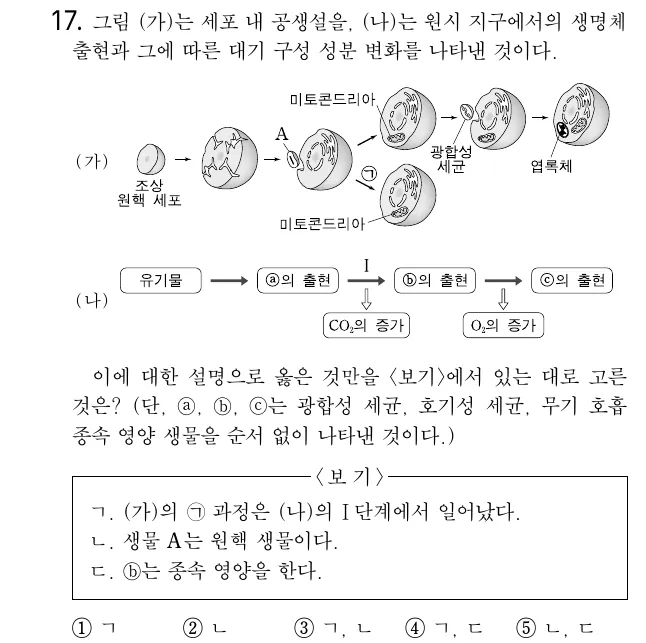 17. 그림 (가)는 세포 내 공생설을, (나)는 원시 지구에서의 생명체
출현과 그에 따른 대기 구성 성분 변화를 나타낸 것이다.
(가)
조상
원핵 세포
A
미토콘드리아
㉠
미토콘드리아
광합성
세균
엽록체
(나)
유기물
ⓐ의 출현
I
ⓑ의 출현
ⓒ의 출현
CO₂의 증가
O₂의 증가
이에 대한 설명으로 옳은 것만을 〈보기〉에서 있는 대로 고른
것은? (단, ⓐ, ⓑ, ⓒ는 광합성 세균, 호기성 세균, 무기 호흡
종속 영양 생물을 순서 없이 나타낸 것이다.)
〈보 기〉
ㄱ. (가)의 ㉠ 과정은 (나)의 I단계에서 일어났다.
ㄴ. 생물 A는 원핵 생물이다.
ㄷ. ⓑ는 종속 영양을 한다.
① ㄱ ② ㄴ ③ ㄱ, ㄴ ④ ㄱ, ㄷ ⑤ ㄴ, ㄷ